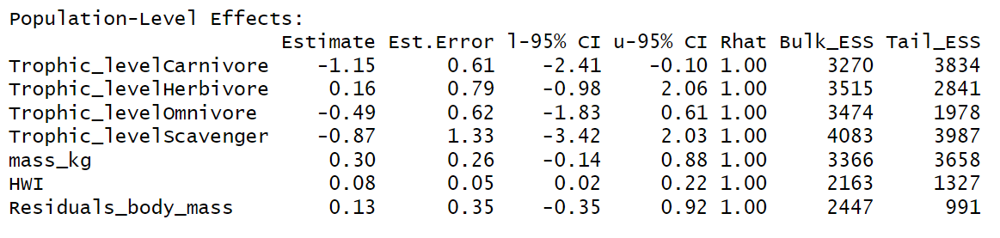 Population-Level Effects:
Estimate Est.Error l-95% CI u-95% CI Rhat Bulk_ESS Tail_ESS
Trophic_levelCarnivore -1.15 0.61 -2.41 -0.10 1.00 3270 3834
Trophic_levelHerbivore 0.16 0.79 -0.98 2.06 1.00 3515 2841
Trophic_levelOmnivore -0.49 0.62 -1.83 0.61 1.00 3474 1978
Trophic_levelScavenger -0.87 1.33 -3.42 2.03 1.00 4083 3987
mass_kg 0.30 0.26 -0.14 0.88 1.00 3366 3658
HWI 0.08 0.05 0.02 0.22 1.00 2163 1327
Residuals_body_mass 0.13 0.35 -0.35 0.92 1.00 2447 991